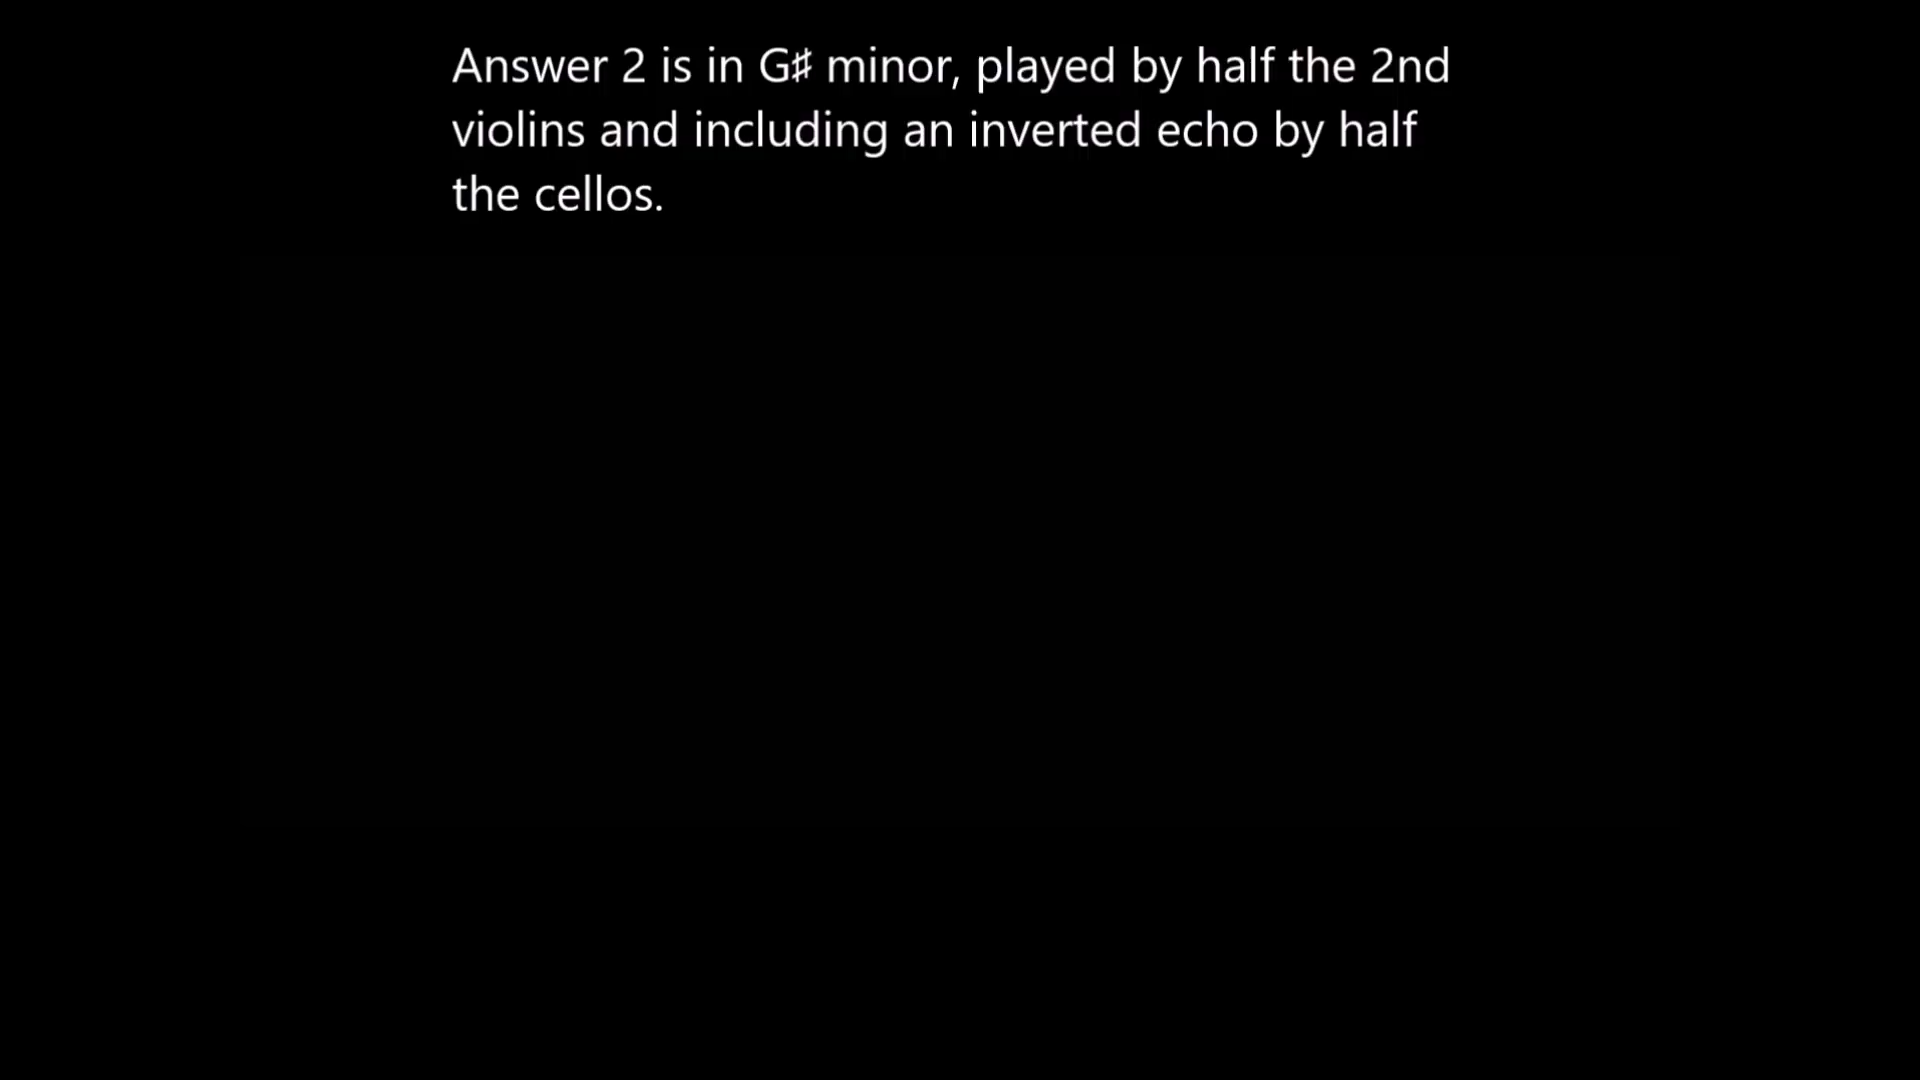 Answer 2 is in G♯ minor, played by half the 2nd
violins and including an inverted echo by half
the cellos.